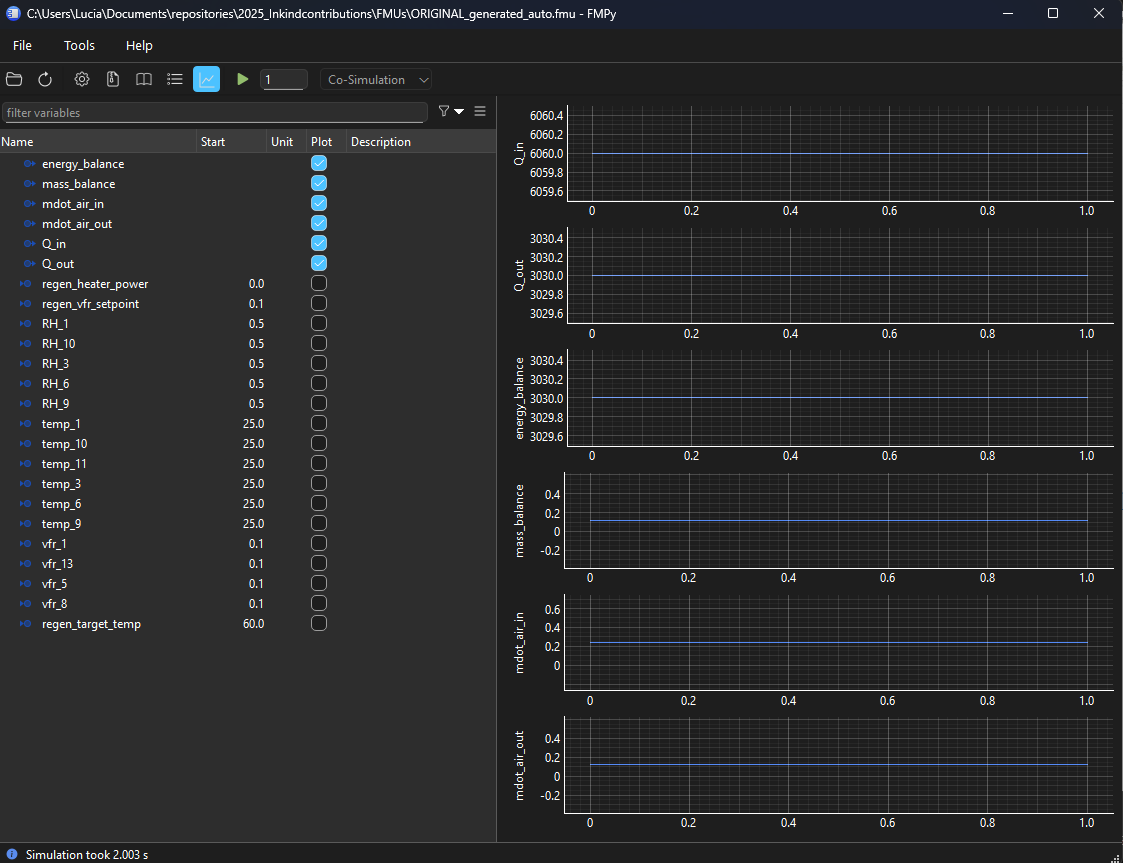 C:\Users\Lucia\Documents\repositories\2025_Inkindcontributions\FMUs\ORIGINAL_generated_auto.fmu - FMPy
File Tools Help
1 Co-Simulation
filter variables
Name Start Unit Plot Description
energy_balance
mass_balance
mdot_air_in
mdot_air_out
Q_in
Q_out
regen_heater_power 0.0
regen_vfr_setpoint 0.1
RH_1 0.5
RH_10 0.5
RH_3 0.5
RH_6 0.5
RH_9 0.5
temp_1 25.0
temp_10 25.0
temp_11 25.0
temp_3 25.0
temp_6 25.0
temp_9 25.0
vfr_1 0.1
vfr_13 0.1
vfr_5 0.1
vfr_8 0.1
regen_target_temp 60.0
Q_in
6060.4
6060.2
6060.0
6059.8
6059.6
0 0.2 0.4 0.6 0.8 1.0
Q_out
3030.4
3030.2
3030.0
3029.8
3029.6
0 0.2 0.4 0.6 0.8 1.0
energy_balance
3030.4
3030.2
3030.0
3029.8
3029.6
0 0.2 0.4 0.6 0.8 1.0
mass_balance
0.4
0.2
0
-0.2
0 0.2 0.4 0.6 0.8 1.0
mdot_air_in
0.6
0.4
0.2
0
0 0.2 0.4 0.6 0.8 1.0
mdot_air_out
0.4
0.2
0
-0.2
0 0.2 0.4 0.6 0.8 1.0
Simulation took 2.003 s